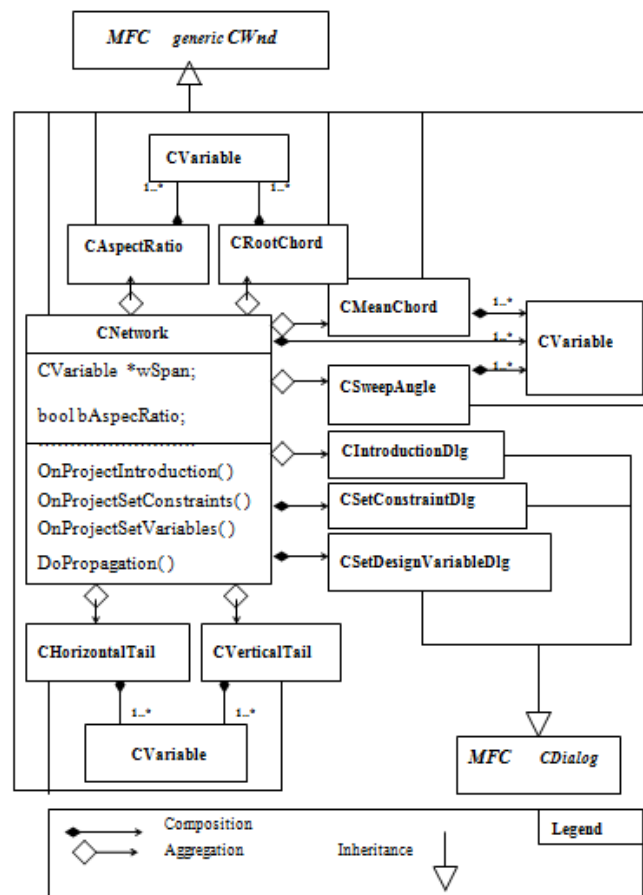 MFC generic CWnd
CVariable
1..* 1..*
CAspectRatio
CRootChord
CMeanChord
1..*
CNetwork
1..*
CVariable
CVariable *wSpan;
1..*
CSweepAngle
bool bAspecRatio;
CIntroductionDlg
OnProjectIntroduction()
OnProjectSetConstraints()
CSetConstraintDlg
OnProjectSetVariables()
DoPropagation()
CSetDesignVariableDlg
CHorizontalTail
CVerticalTail
1..* 1..*
CVariable
MFC CDialog
Composition
Aggregation
Inheritance
Legend